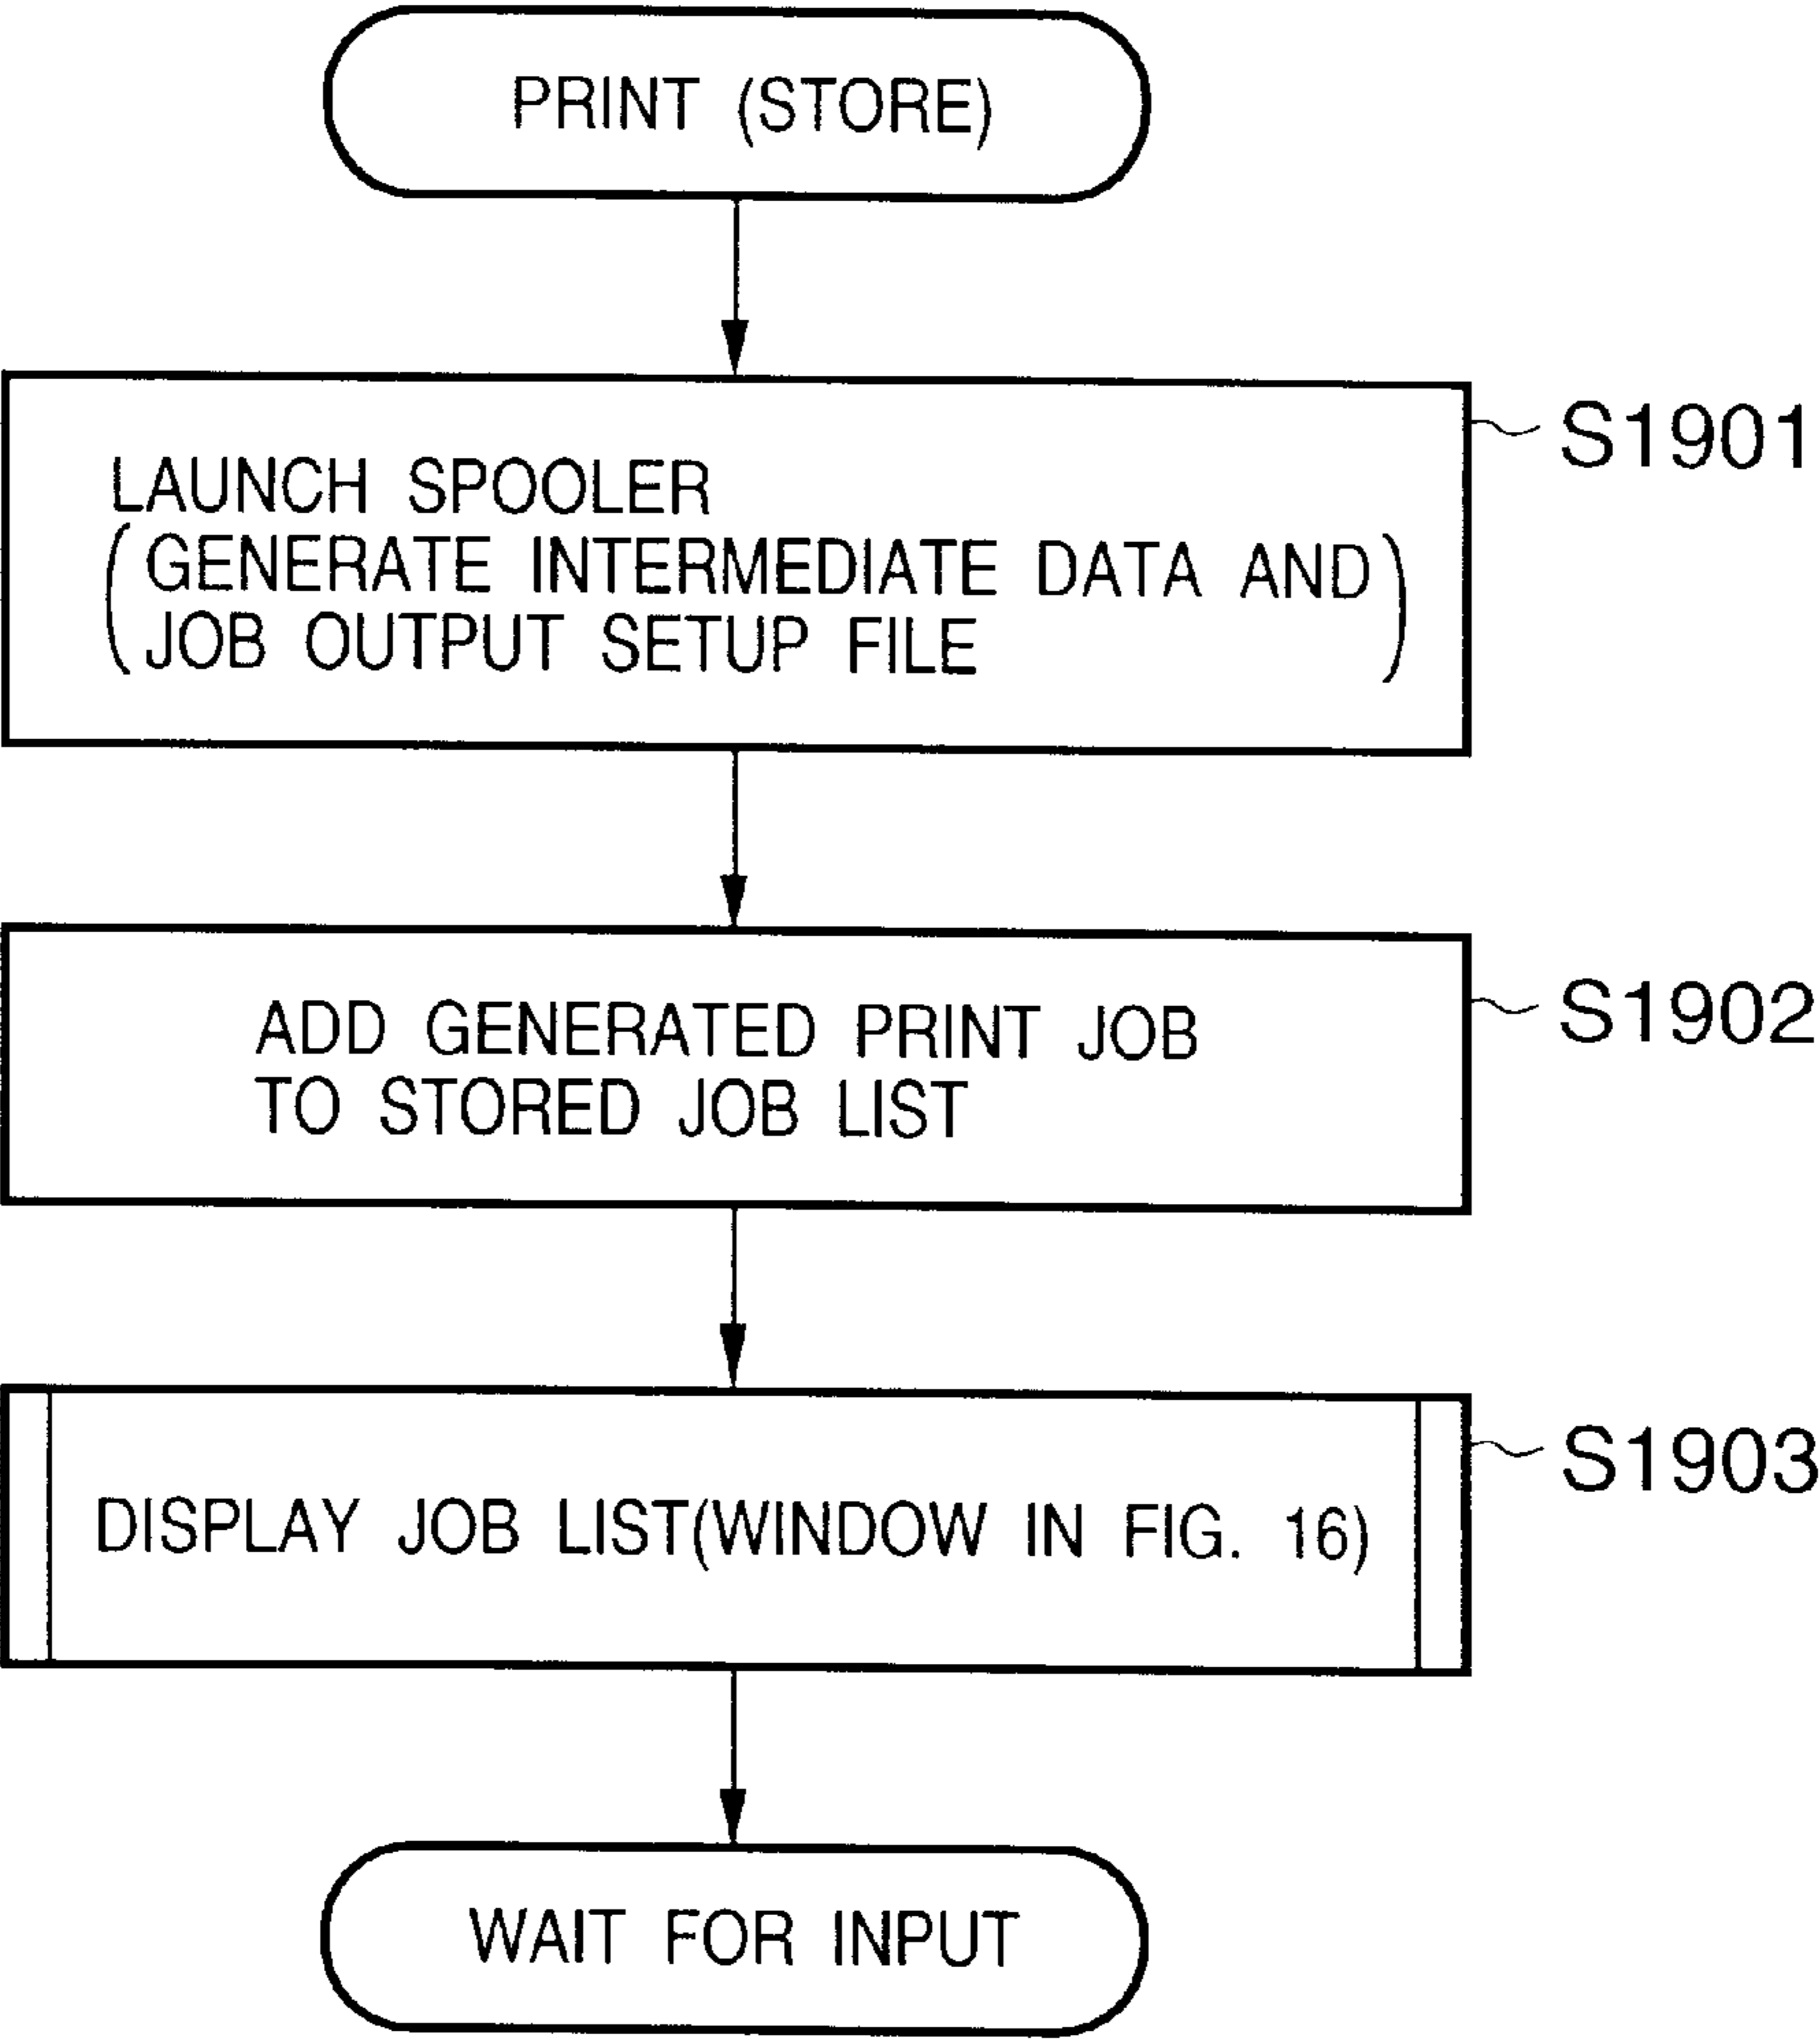 PRINT (STORE)
S1901
LAUNCH SPOOLER
(GENERATE INTERMEDIATE DATA AND
JOB OUTPUT SETUP FILE)
S1902
ADD GENERATED PRINT JOB
TO STORED JOB LIST
S1903
DISPLAY JOB LIST(WINDOW IN FIG. 16)
WAIT FOR INPUT